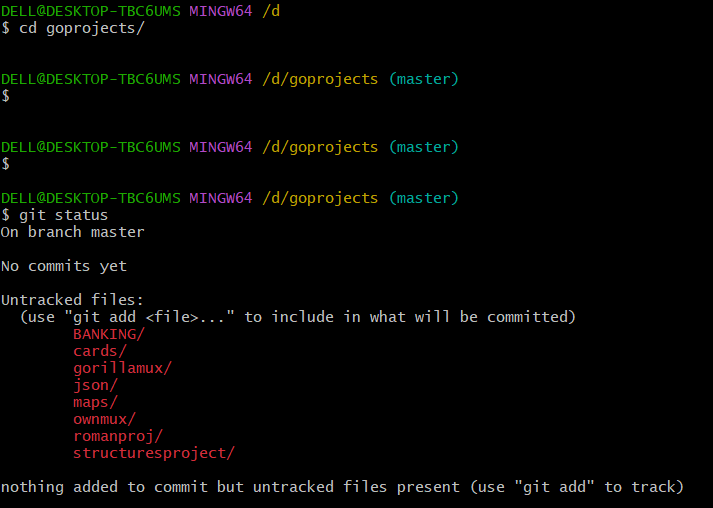 DELL@DESKTOP-TBC6UMS MINGW64 /d
$ cd goprojects/
DELL@DESKTOP-TBC6UMS MINGW64 /d/goprojects (master)
$
DELL@DESKTOP-TBC6UMS MINGW64 /d/goprojects (master)
$
DELL@DESKTOP-TBC6UMS MINGW64 /d/goprojects (master)
$ git status
On branch master
No commits yet
Untracked files:
(use "git add <file>..." to include in what will be committed)
BANKING/
cards/
gorillamux/
json/
maps/
ownmux/
romanproj/
structuresproject/
nothing added to commit but untracked files present (use "git add" to track)